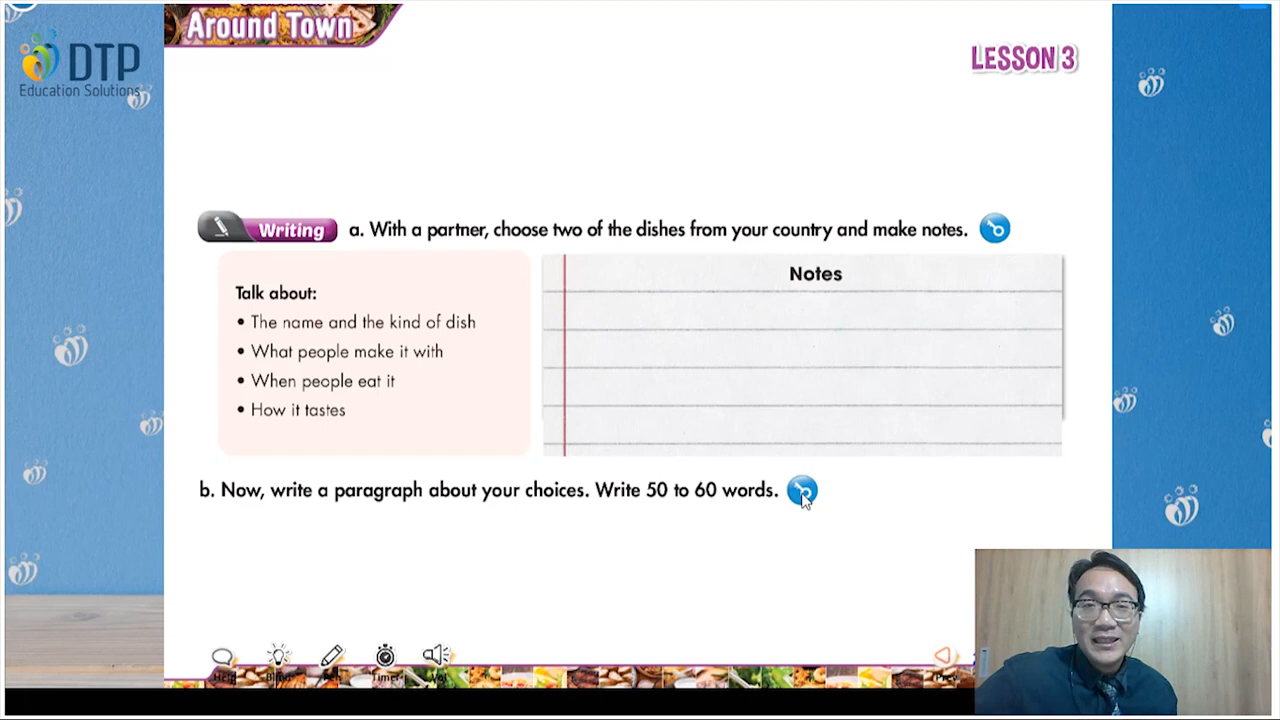 Around Town
DTP
Education Solutions
LESSON 3
Writing
a. With a partner, choose two of the dishes from your country and make notes.
Talk about:
• The name and the kind of dish
• What people make it with
• When people eat it
• How it tastes
Notes
b. Now, write a paragraph about your choices. Write 50 to 60 words.